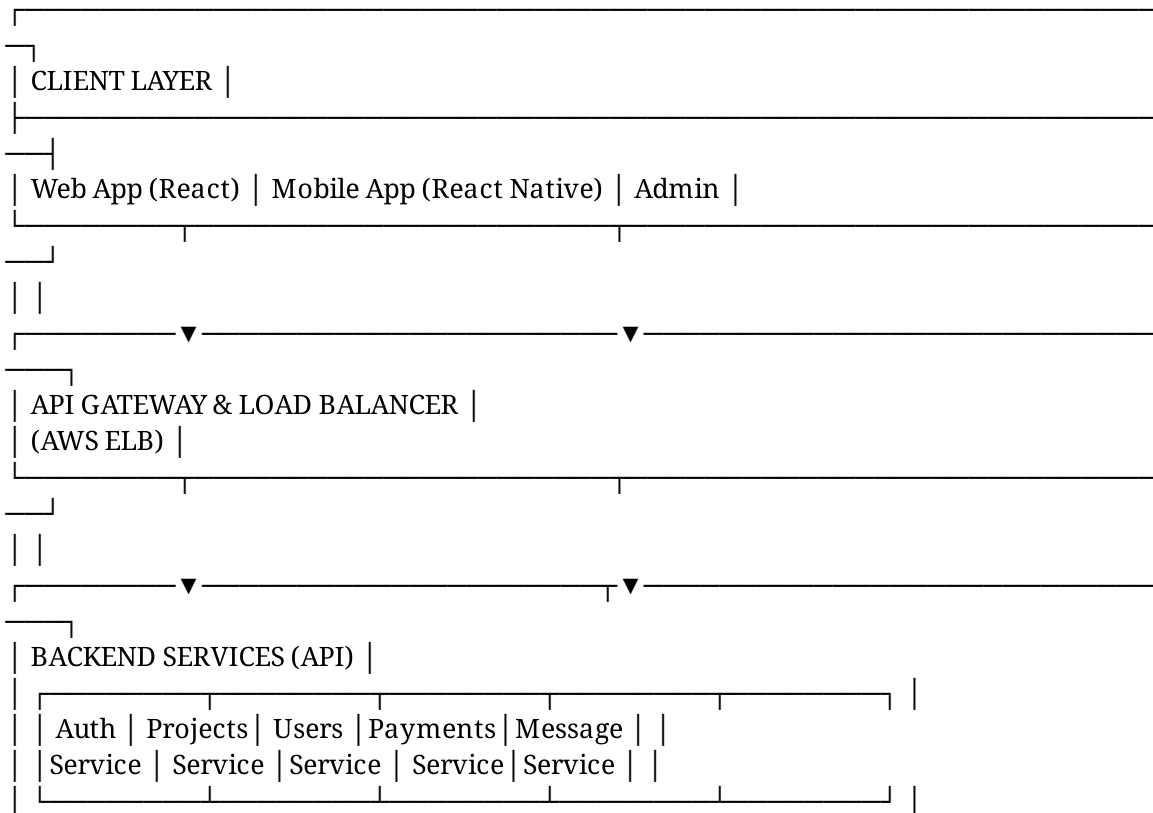 ┌──────────────────────────────────────────────────────────────
─┐
│ CLIENT LAYER │
├──────────────────────────────────────────────────────────────
──┤
│ Web App (React) │ Mobile App (React Native) │ Admin │
└─────────┬───────────────────────┬─────────────────────────────
──┘
│ │
┌─────────▼───────────────────────▼─────────────────────────────
───┐
│ API GATEWAY & LOAD BALANCER │
│ (AWS ELB) │
└─────────┬───────────────────────┬─────────────────────────────
──┘
│ │
┌─────────▼──────────────────────┬▼─────────────────────────────
───┐
│ BACKEND SERVICES (API) │
│ ┌─────────┬─────────┬─────────┬─────────┬─────────┐ │
│ │ Auth │ Projects│ Users │Payments│Message │ │
│ │Service │ Service │Service │ Service│Service │ │
│ └─────────┴─────────┴─────────┴─────────┴─────────┘ │